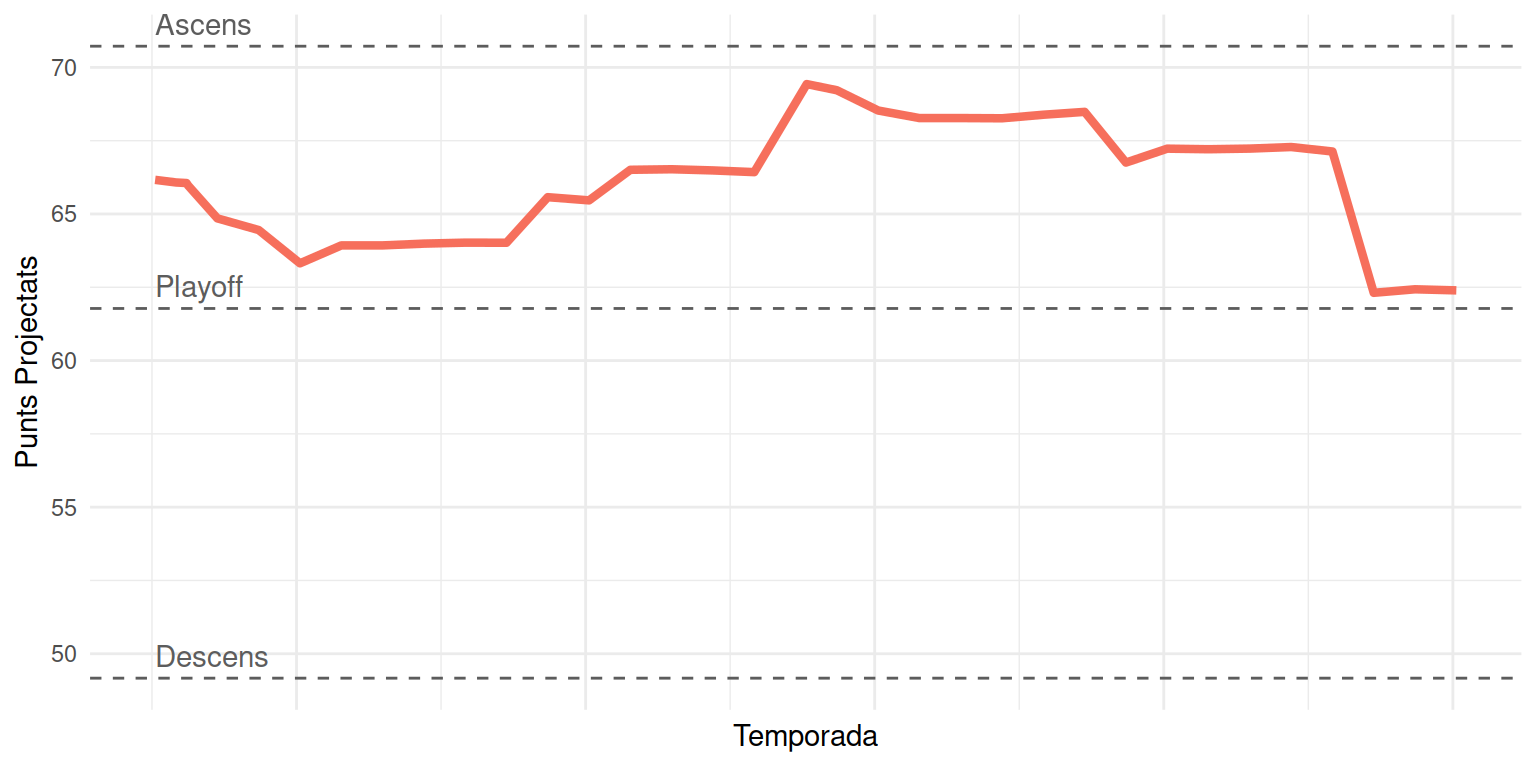 Ascens
70
65
Playoff
60
55
Descens
50
Punts Projectats
Temporada